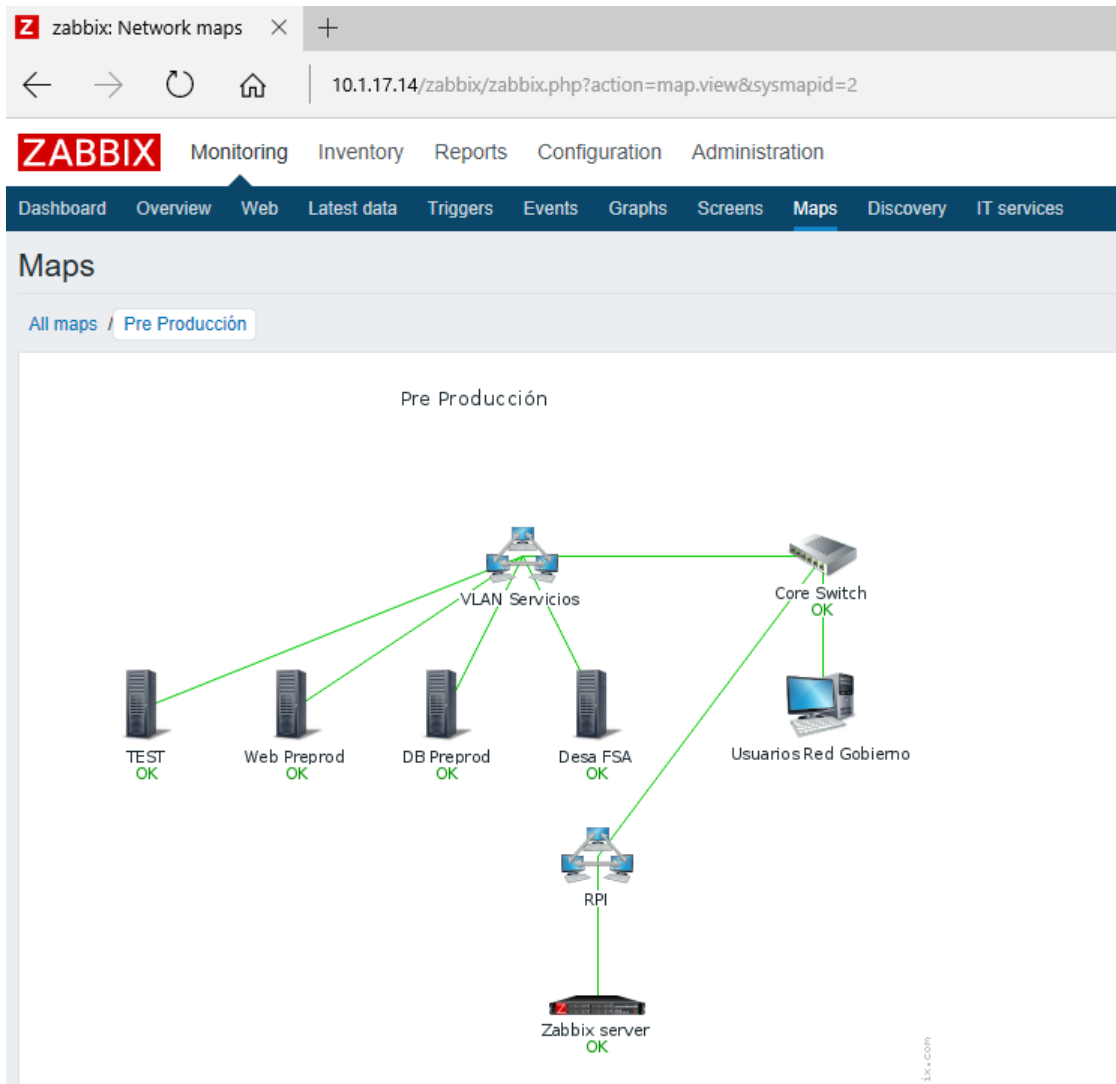 Z zabbix: Network maps
10.1.17.14/zabbix/zabbix.php?action=map.view&sysmapid=2
ZABBIX Monitoring Inventory Reports Configuration Administration
Dashboard Overview Web Latest data Triggers Events Graphs Screens Maps Discovery IT services
Maps
All maps / Pre Producción
Pre Producción
VLAN Servicios
Core Switch
OK
TEST
OK
Web Preprod
OK
DB Preprod
OK
Desa FSA
OK
Usuarios Red Gobierno
RPI
Z
Zabbix server
OK
ix.com